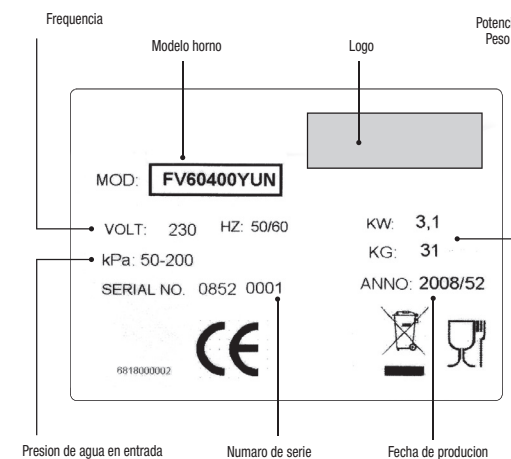 Frequencia
Potenc
Peso
Modelo horno
Logo
MOD: FV60400YUN
VOLT: 230 HZ: 50/60
KW: 3,1
kPa: 50-200
KG: 31
SERIAL NO. 0852 0001
ANNO: 2008/52
CE
6818000002
Presion de agua en entrada
Numaro de serie
Fecha de producion